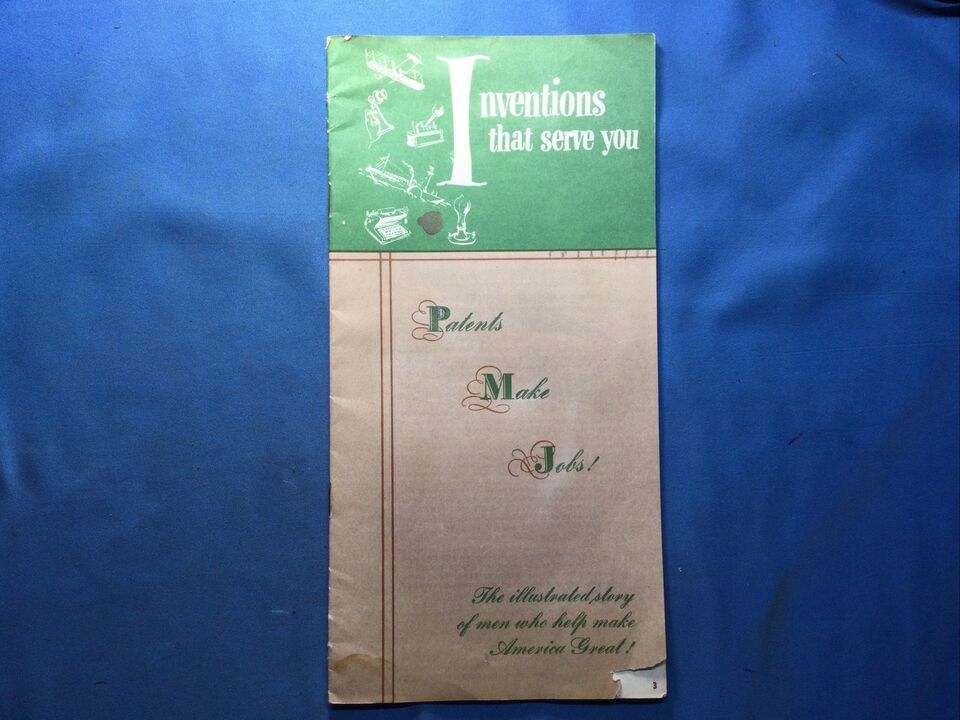 Inventions
that serve you
Patents
Make
Jobs!
The illustrated story
of men who help make
America Great!
3